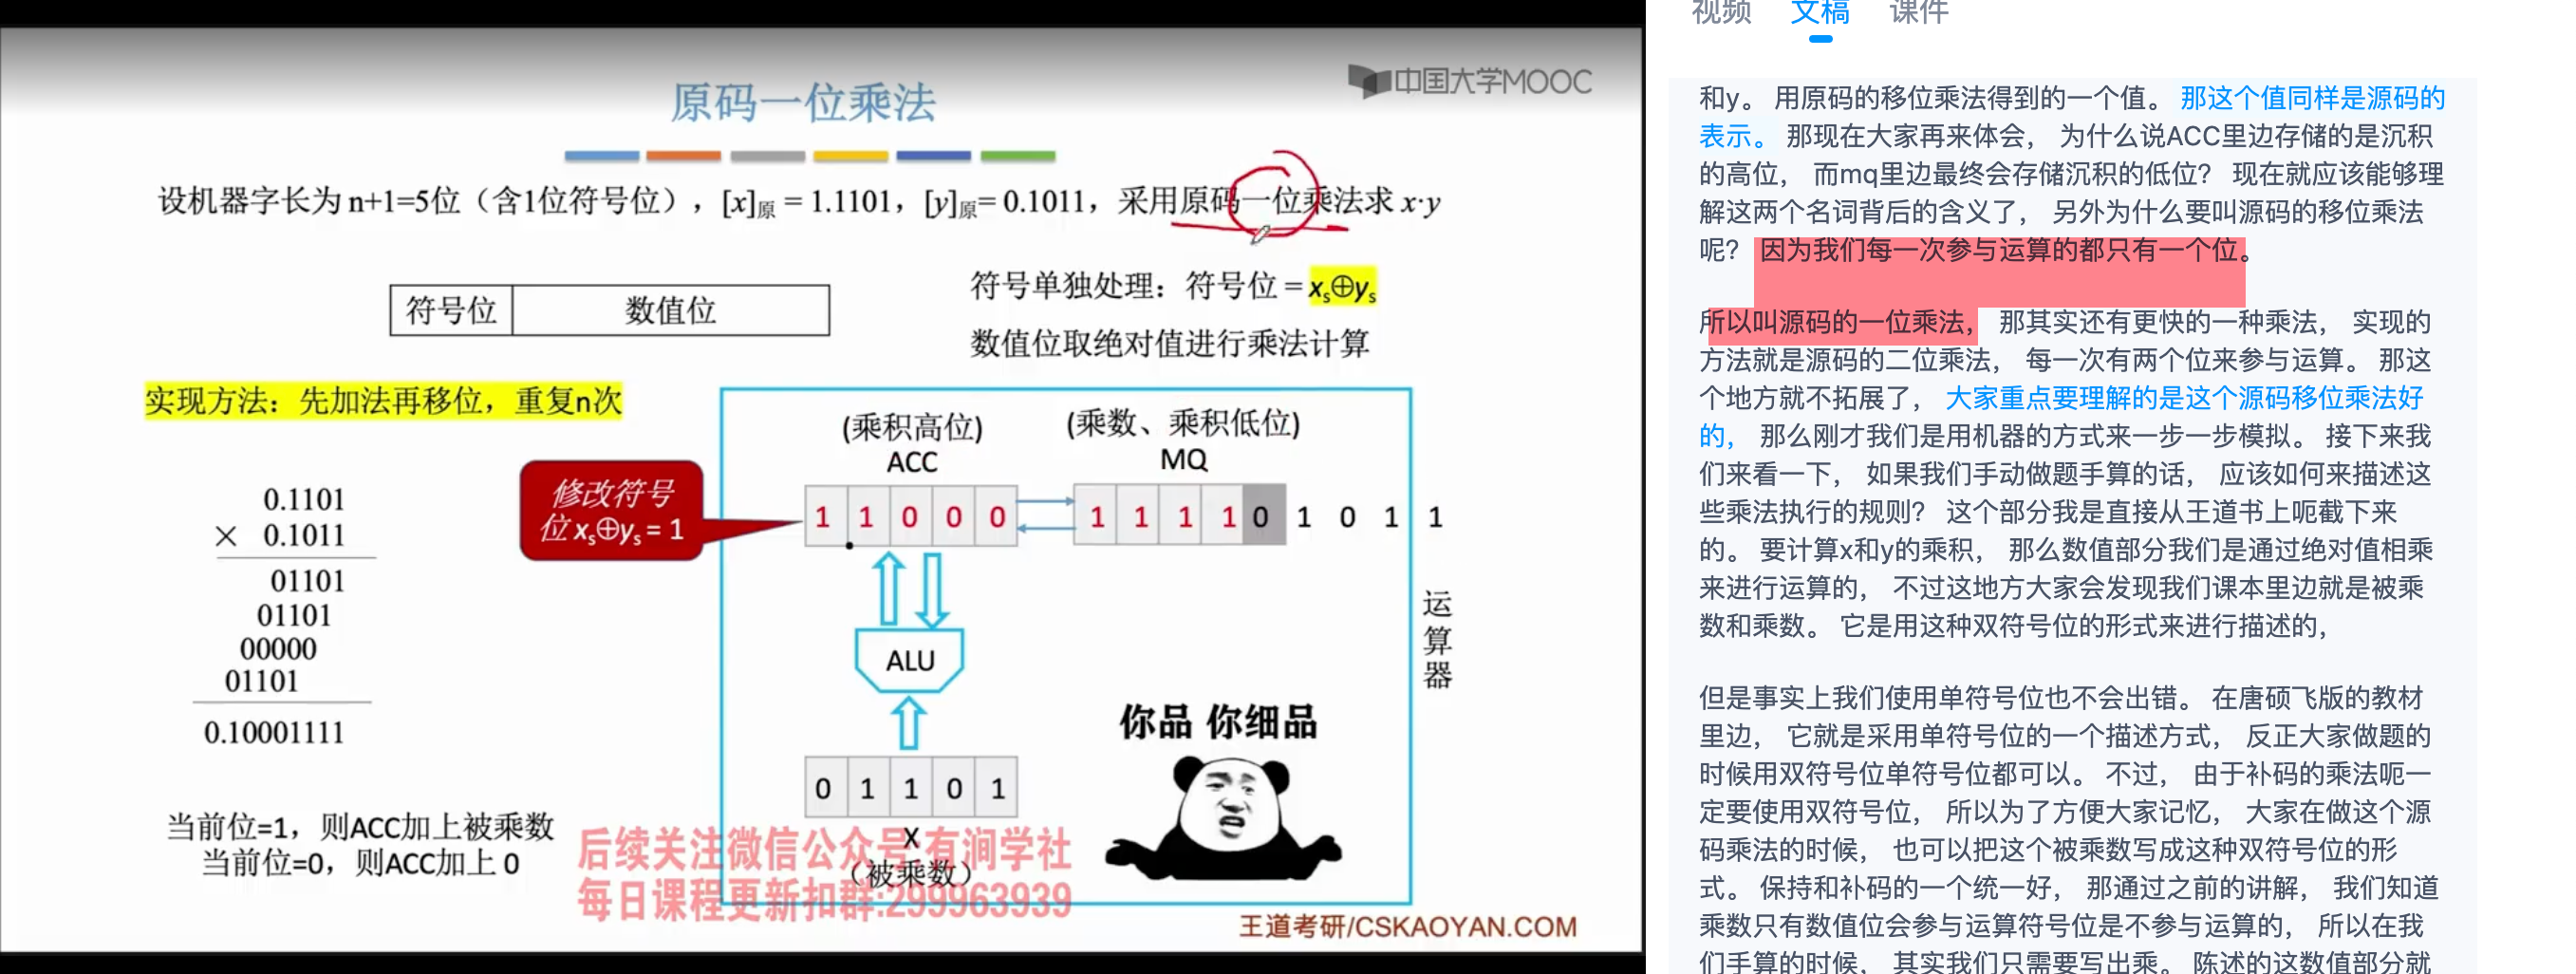 中国大学MOOC
原码一位乘法
设机器字长为 n+1=5位（含1位符号位），[x]原 = 1.1101，[y]原= 0.1011，采用原码一位乘法求 x·y
符号位 数值位
符号单独处理：符号位 = xs⊕ys
数值位取绝对值进行乘法计算
实现方法：先加法再移位，重复n次
0.1101
× 0.1011
01101
01101
00000
01101
0.10001111
当前位=1，则ACC加上被乘数
当前位=0，则ACC加上 0
修改符号
位 xs⊕ys = 1
(乘积高位)
ACC
(乘数、乘积低位)
MQ
1 1 0 0 0
1 1 1 1 0 1 0 1 1
ALU
运算器
0 1 1 0 1
X
（被乘数）
你品 你细品
后续关注微信公众号:有涧学社
每日课程更新扣群:299963939
王道考研/CSKAOYAN.COM
视频 文稿 课件
和y。 用原码的移位乘法得到的一个值。 那这个值同样是源码的
表示。 那现在大家再来体会， 为什么说ACC里边存储的是沉积
的高位， 而mq里边最终会存储沉积的低位？ 现在就应该能够理
解这两个名词背后的含义了， 另外为什么要叫源码的移位乘法
呢？ 因为我们每一次参与运算的都只有一个位。
所以叫源码的一位乘法， 那其实还有更快的一种乘法， 实现的
方法就是源码的二位乘法， 每一次有两个位来参与运算。 那这
个地方就不拓展了， 大家重点要理解的是这个源码移位乘法好
的， 那么刚才我们是用机器的方式来一步一步模拟。 接下来我
们来看一下， 如果我们手动做题手算的话， 应该如何来描述这
些乘法执行的规则？ 这个部分我是直接从王道书上呃截下来
的。 要计算x和y的乘积， 那么数值部分我们是通过绝对值相乘
来进行运算的， 不过这地方大家会发现我们课本里边就是被乘
数和乘数。 它是用这种双符号位的形式来进行描述的，
但是事实上我们使用单符号位也不会出错。 在唐硕飞版的教材
里边， 它就是采用单符号位的一个描述方式， 反正大家做题的
时候用双符号位单符号位都可以。 不过， 由于补码的乘法呃一
定要使用双符号位， 所以为了方便大家记忆， 大家在做这个源
码乘法的时候， 也可以把这个被乘数写成这种双符号位的形
式。 保持和补码的一个统一好， 那通过之前的讲解， 我们知道
乘数只有数值位会参与运算符号位是不参与运算的， 所以在我
们手算的时候， 其实我们只需要写出乘。 陈述的这数值部分就